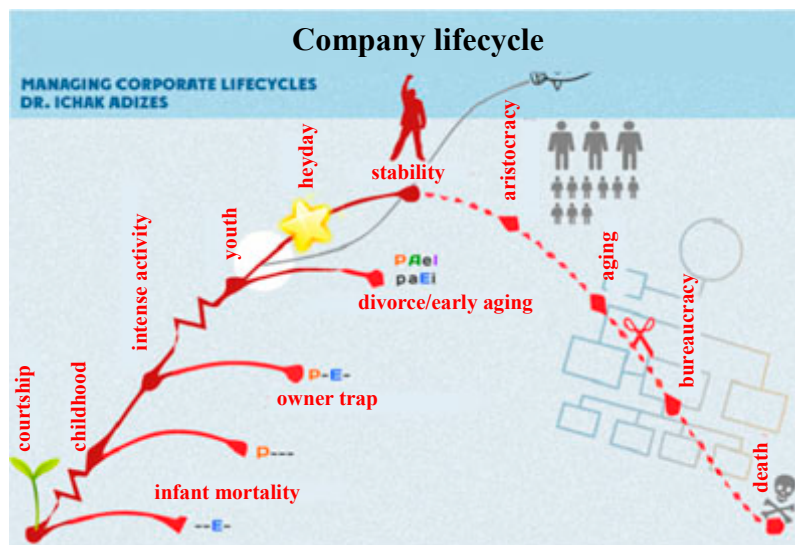 Company lifecycle
MANAGING CORPORATE LIFECYCLES
DR. ICHAK ADIZES
stability
heyday
aristocracy
youth
PAeI
paEi
divorce/early aging
aging
intense activity
bureaucracy
P-E-
owner trap
courtship
childhood
P---
infant mortality
death
--E-